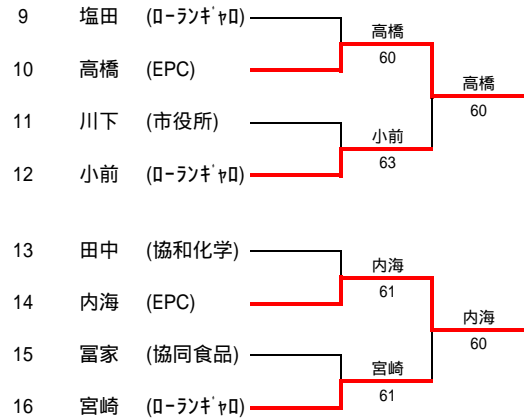 9 塩田 (ﾛｰﾗﾝｷﾞｬﾛ)
高橋
60
10 高橋 (EPC)
高橋
60
11 川下 (市役所)
小前
63
12 小前 (ﾛｰﾗﾝｷﾞｬﾛ)
13 田中 (協和化学)
内海
61
14 内海 (EPC)
内海
60
15 冨家 (協同食品)
宮崎
61
16 宮崎 (ﾛｰﾗﾝｷﾞｬﾛ)